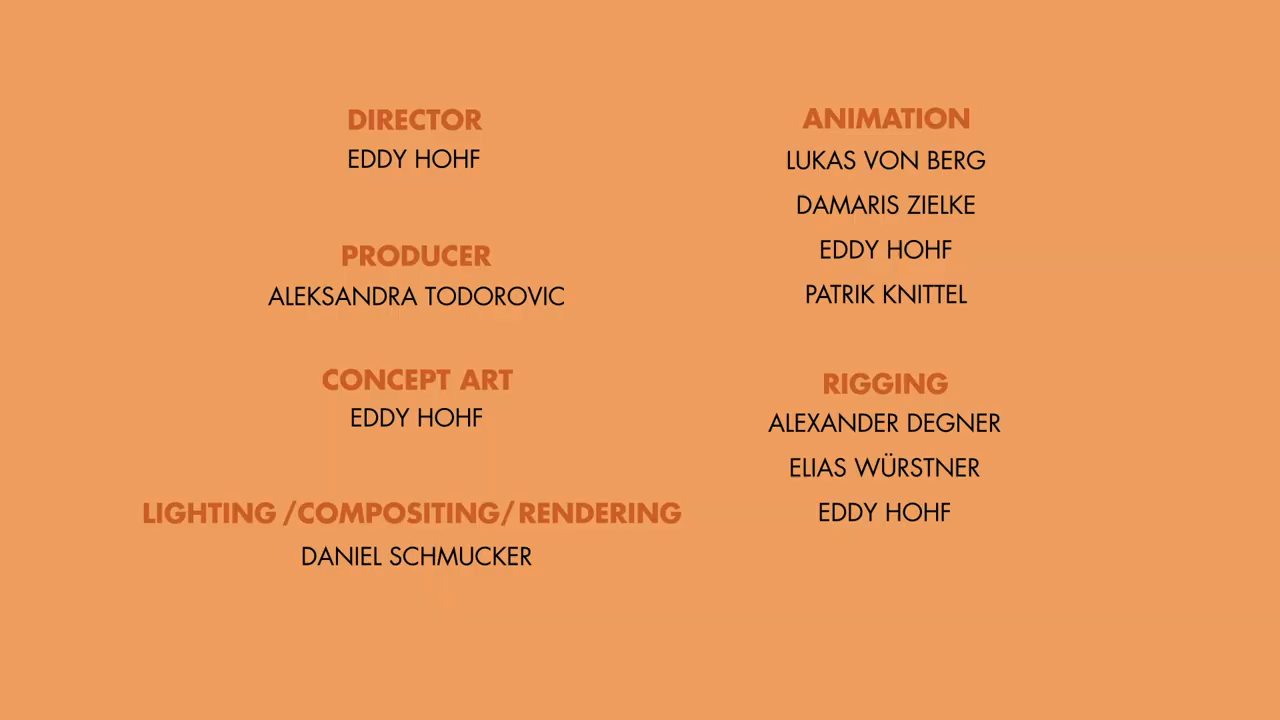 DIRECTOR
EDDY HOHF
PRODUCER
ALEKSANDRA TODOROVIC
CONCEPT ART
EDDY HOHF
LIGHTING /COMPOSITING/ RENDERING
DANIEL SCHMUCKER
ANIMATION
LUKAS VON BERG
DAMARIS ZIELKE
EDDY HOHF
PATRIK KNITTEL
RIGGING
ALEXANDER DEGNER
ELIAS WÜRSTNER
EDDY HOHF